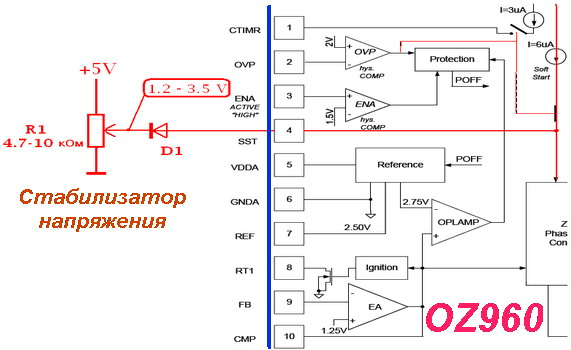 I=3uA
CTIMR 1
2V
OVP
hys.
COMP
I=6uA
Soft
Start
OVP 2
Protection
+5V
1.2 - 3.5 V
ENA 3
ACTIVE
"HIGH"
1.5V
ENA
hys.
COMP
POFF
R1
4.7-10 кОм
D1
SST 4
VDDA 5
Reference
POFF
Стабилизатор
напряжения
GNDA 6
2.75V
OPLAMP
REF 7
2.50V
Z
Phas
Con
RT1 8
Ignition
FB 9
EA
1.25V
CMP 10
OZ960